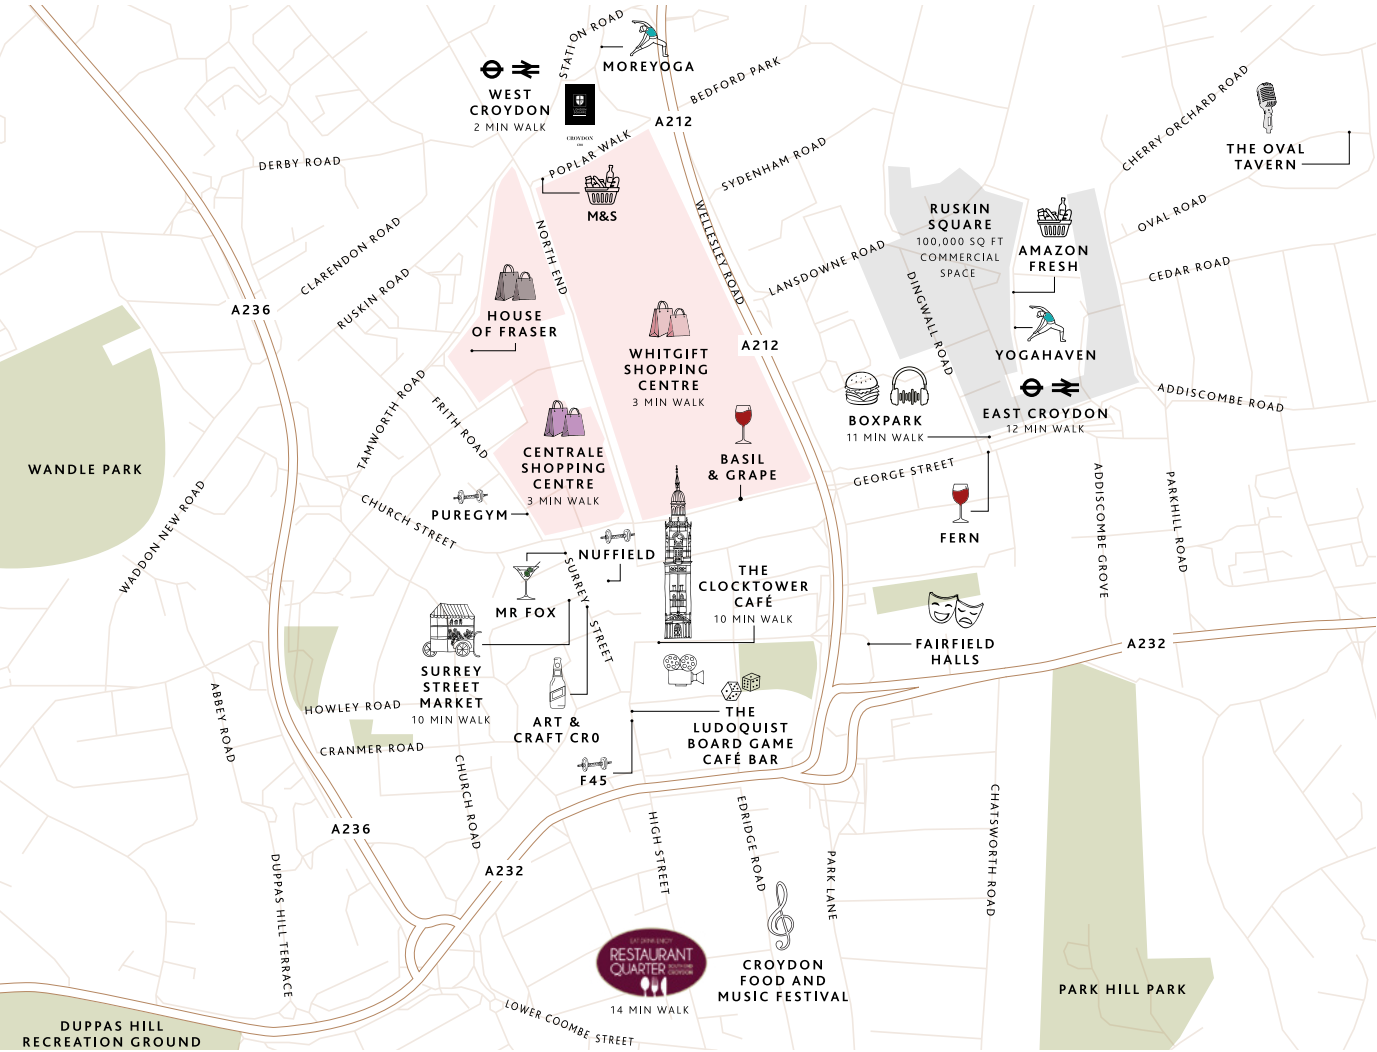 STATION ROAD
MOREYOGA
BEDFORD PARK
WEST
CROYDON
2 MIN WALK
CROYDON
A212
POPLAR WALK
M&S
DERBY ROAD
SYDENHAM ROAD
CHERRY ORCHARD ROAD
THE OVAL
TAVERN
OVAL ROAD
CEDAR ROAD
RUSKIN
SQUARE
100,000 SQ FT
COMMERCIAL
SPACE
AMAZON
FRESH
YOGAHAVEN
EAST CROYDON
12 MIN WALK
DINGWALL ROAD
LANSDOWNE ROAD
WELLESLEY ROAD
NORTH END
CLARENDON ROAD
RUSKIN ROAD
A236
HOUSE
OF FRASER
WHITGIFT
SHOPPING
CENTRE
3 MIN WALK
A212
BOXPARK
11 MIN WALK
ADDISCOMBE ROAD
TAMWORTH ROAD
FRITH ROAD
CENTRALE
SHOPPING
CENTRE
3 MIN WALK
BASIL
& GRAPE
GEORGE STREET
FERN
ADDISCOMBE GROVE
PARKHILL ROAD
WANDLE PARK
WADDON NEW ROAD
PUREGYM
CHURCH STREET
NUFFIELD
MR FOX
SURREY STREET
THE
CLOCKTOWER
CAFÉ
10 MIN WALK
FAIRFIELD
HALLS
A232
SURREY
STREET
MARKET
10 MIN WALK
ART &
CRAFT CR0
THE
LUDOQUIST
BOARD GAME
CAFÉ BAR
F45
ABBEY ROAD
HOWLEY ROAD
CRANMER ROAD
CHURCH ROAD
A236
A232
DUPPAS HILL TERRACE
HIGH STREET
EDRIDGE ROAD
PARK LANE
CHATSWORTH ROAD
EAT DRINK ENJOY
RESTAURANT
QUARTER
SOUTH END
CROYDON
14 MIN WALK
CROYDON
FOOD AND
MUSIC FESTIVAL
PARK HILL PARK
LOWER COOMBE STREET
DUPPAS HILL
RECREATION GROUND